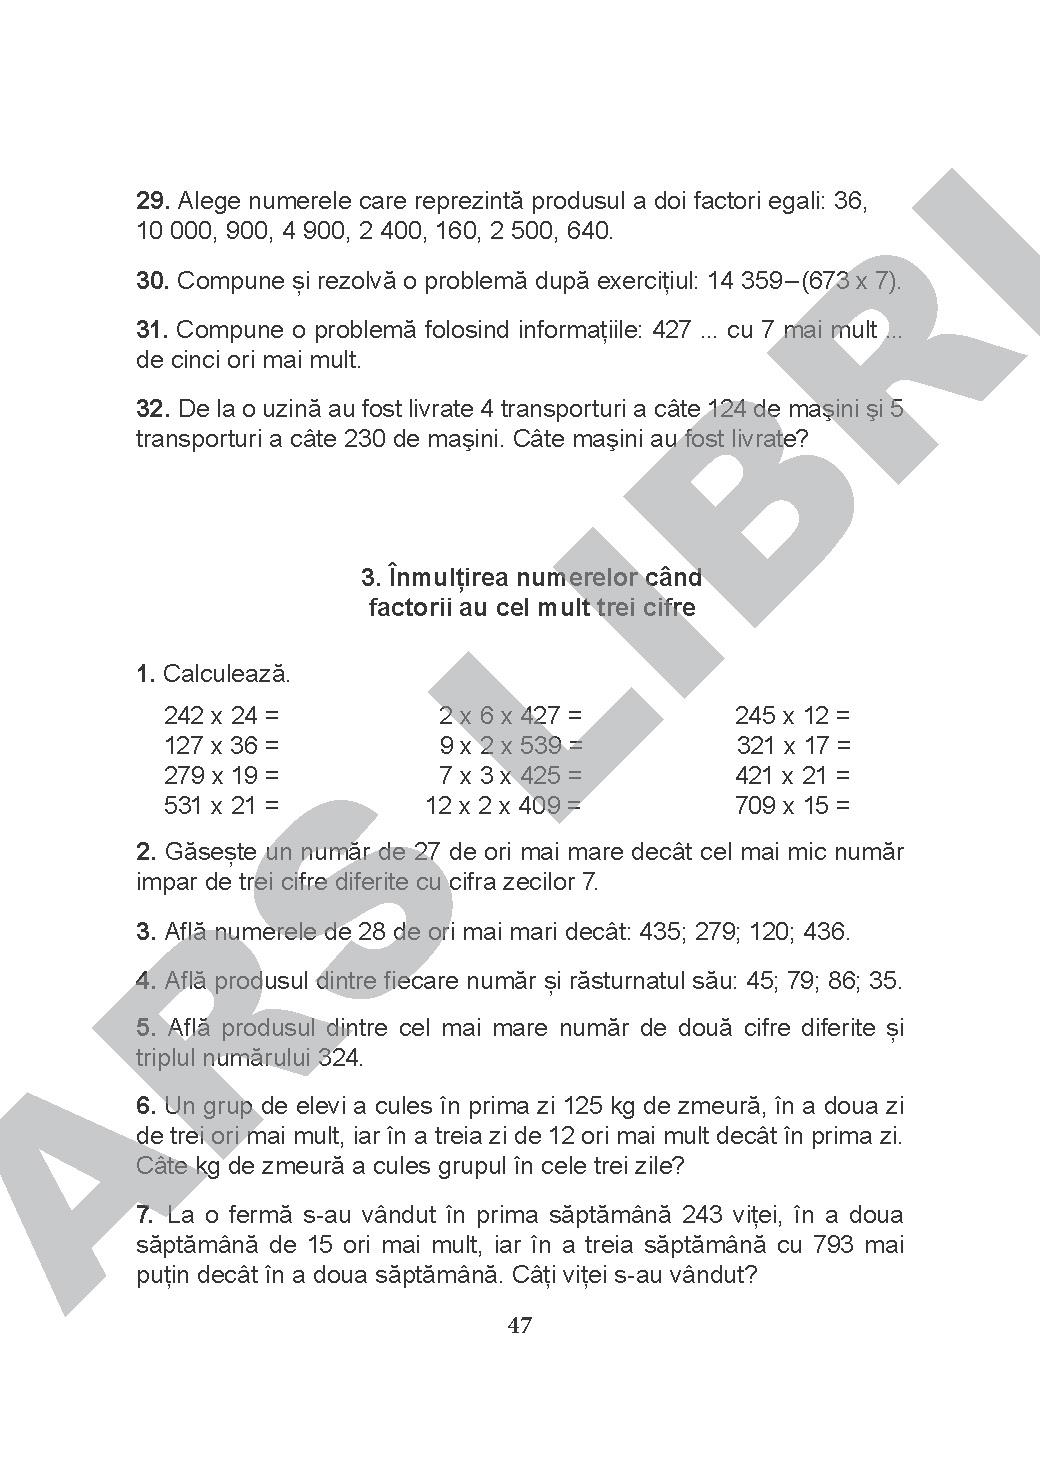 29. Alege numerele care reprezintă produsul a doi factori egali: 36,
10 000, 900, 4 900, 2 400, 160, 2 500, 640.
30. Compune și rezolvă o problemă după exercițiul: 14 359–(673 x 7).
31. Compune o problemă folosind informațiile: 427 ... cu 7 mai mult ...
de cinci ori mai mult.
32. De la o uzină au fost livrate 4 transporturi a câte 124 de maşini şi 5
transporturi a câte 230 de maşini. Câte maşini au fost livrate?
3. Înmulțirea numerelor când
factorii au cel mult trei cifre
1. Calculează.
242 x 24 = 2 x 6 x 427 = 245 x 12 =
127 x 36 = 9 x 2 x 539 = 321 x 17 =
279 x 19 = 7 x 3 x 425 = 421 x 21 =
531 x 21 = 12 x 2 x 409 = 709 x 15 =
2. Găsește un număr de 27 de ori mai mare decât cel mai mic număr
impar de trei cifre diferite cu cifra zecilor 7.
3. Află numerele de 28 de ori mai mari decât: 435; 279; 120; 436.
4. Află produsul dintre fiecare număr și răsturnatul său: 45; 79; 86; 35.
5. Află produsul dintre cel mai mare număr de două cifre diferite și
triplul numărului 324.
6. Un grup de elevi a cules în prima zi 125 kg de zmeură, în a doua zi
de trei ori mai mult, iar în a treia zi de 12 ori mai mult decât în prima zi.
Câte kg de zmeură a cules grupul în cele trei zile?
7. La o fermă s-au vândut în prima săptămână 243 viței, în a doua
săptămână de 15 ori mai mult, iar în a treia săptămână cu 793 mai
puțin decât în a doua săptămână. Câți viței s-au vândut?
47
ARS LIBRI